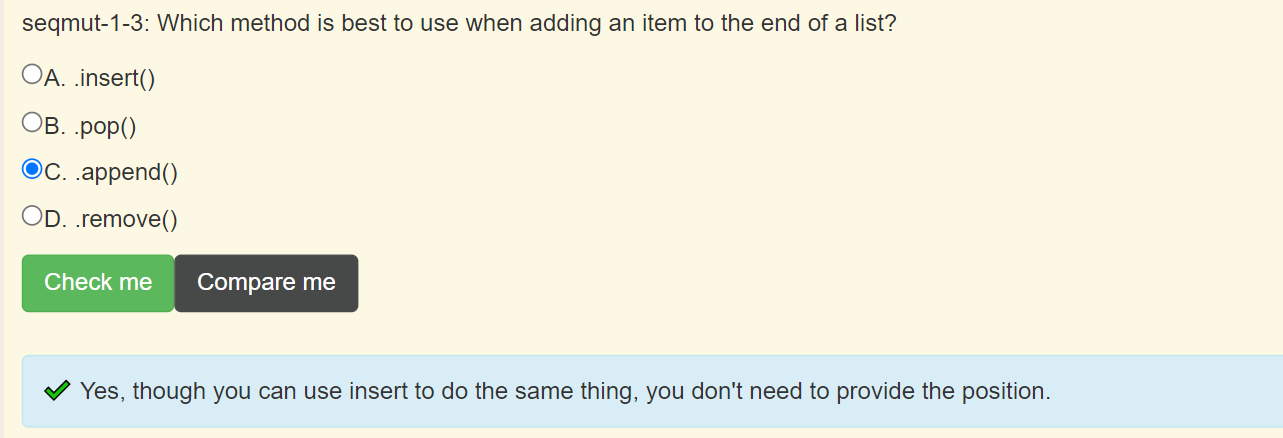 seqmut-1-3: Which method is best to use when adding an item to the end of a list?
A. .insert()
B. .pop()
C. .append()
D. .remove()
Check me Compare me
Yes, though you can use insert to do the same thing, you don't need to provide the position.